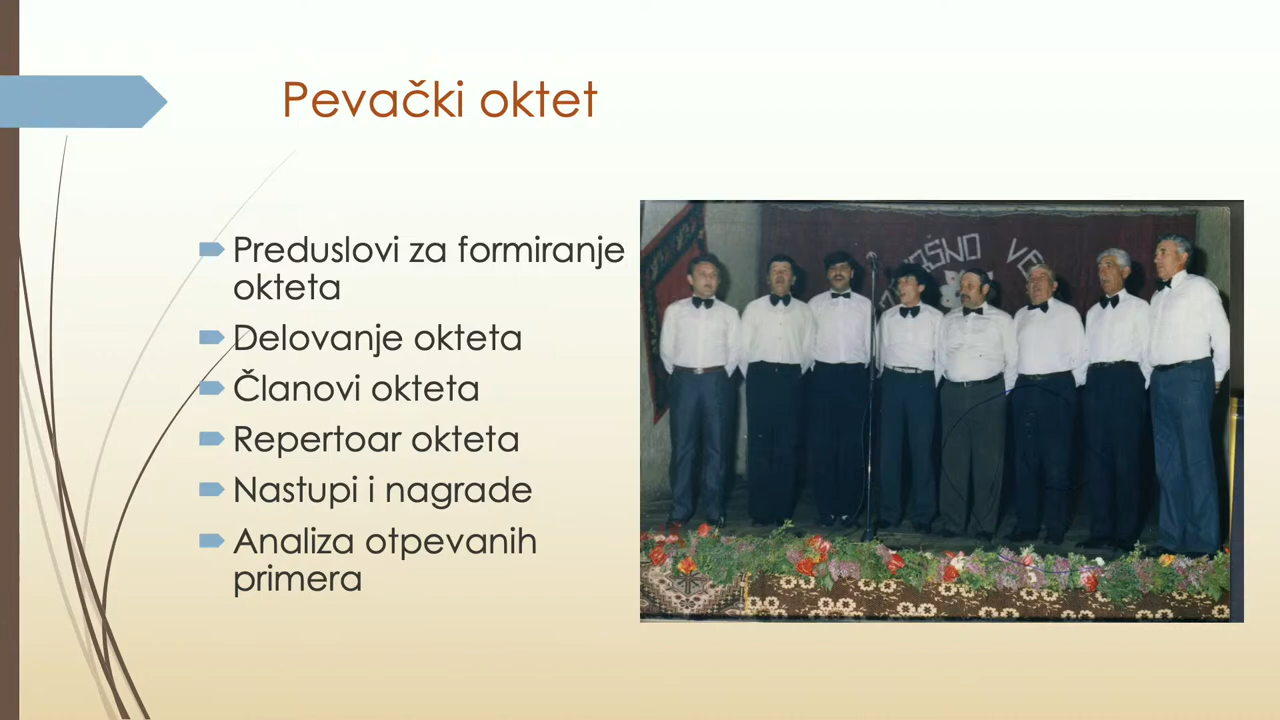 Pevački oktet
Preduslovi za formiranje
okteta
Delovanje okteta
Članovi okteta
Repertoar okteta
Nastupi i nagrade
Analiza otpevanih
primera